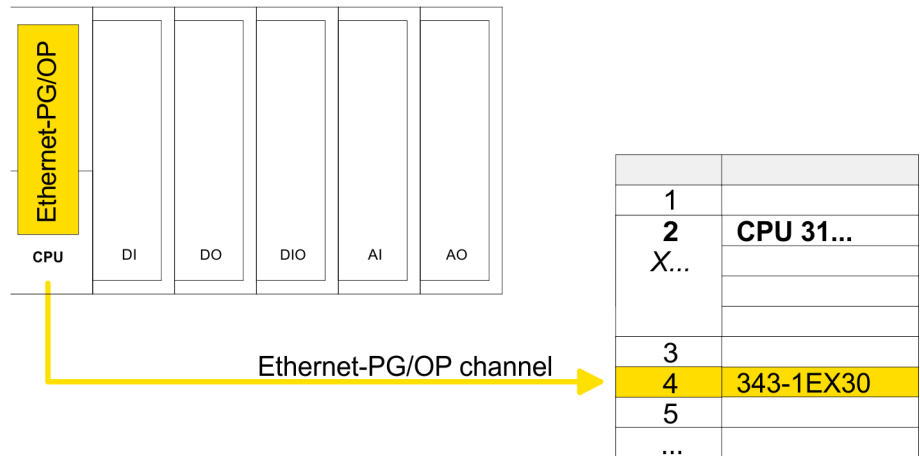 Ethernet-PG/OP
CPU
DI
DO
DIO
AI
AO
Ethernet-PG/OP channel
1
2 CPU 31...
X...
3
4 343-1EX30
5
...